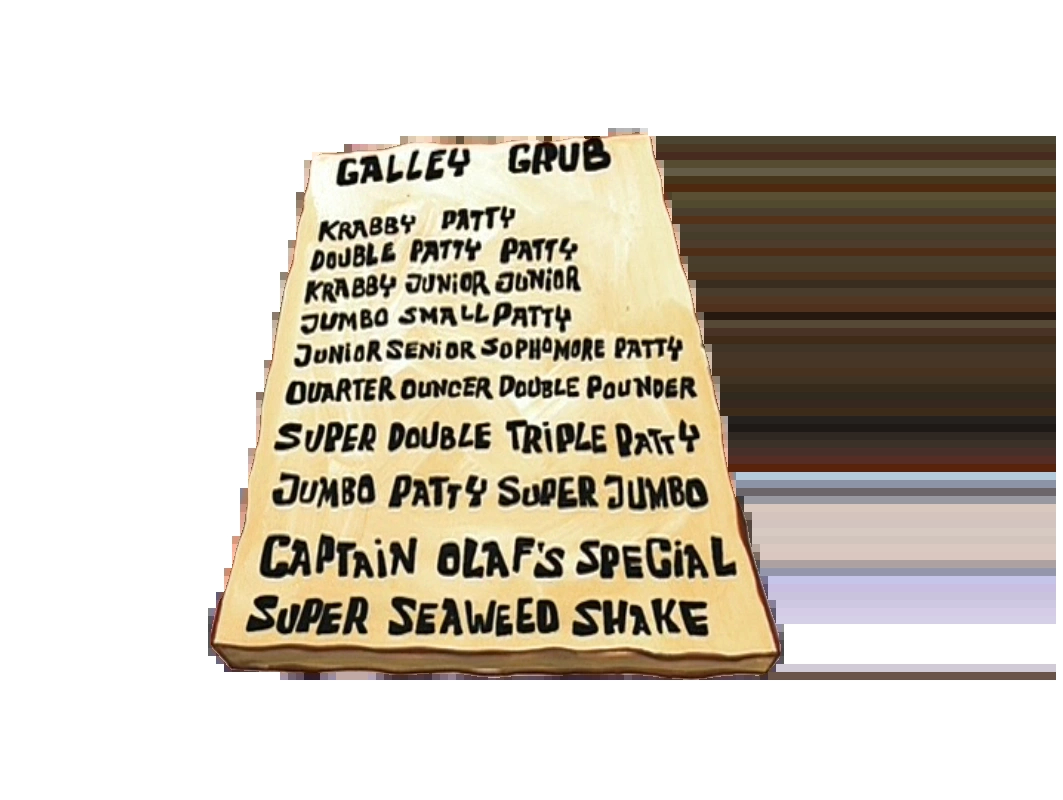 GALLEY GRUB
KRABBY PATTY
DOUBLE PATTY PATTY
KRABBY JUNiOR JUNiOR
JUMBO SMALL PATTY
JUNiOR SENiOR SOPHOMORE PATTY
QUARTER OUNCER DOUBLE POUNDER
SUPER DOUBLE TRiPLE PATTY
JUMBO PATTY SUPER JUMBO
CAPTAiN OLAF'S SPECiAL
SUPER SEAWEED SHAKE